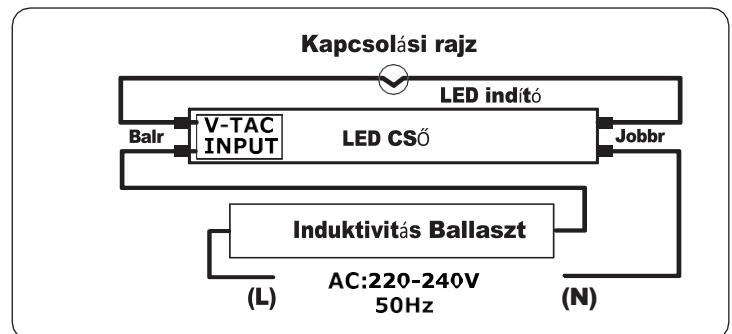 Kapcsolási rajz
LED indító
Balr
V-TAC
INPUT
LED CSŐ
Jobbr
Induktivitás Ballaszt
(L)
AC:220-240V
50Hz
(N)